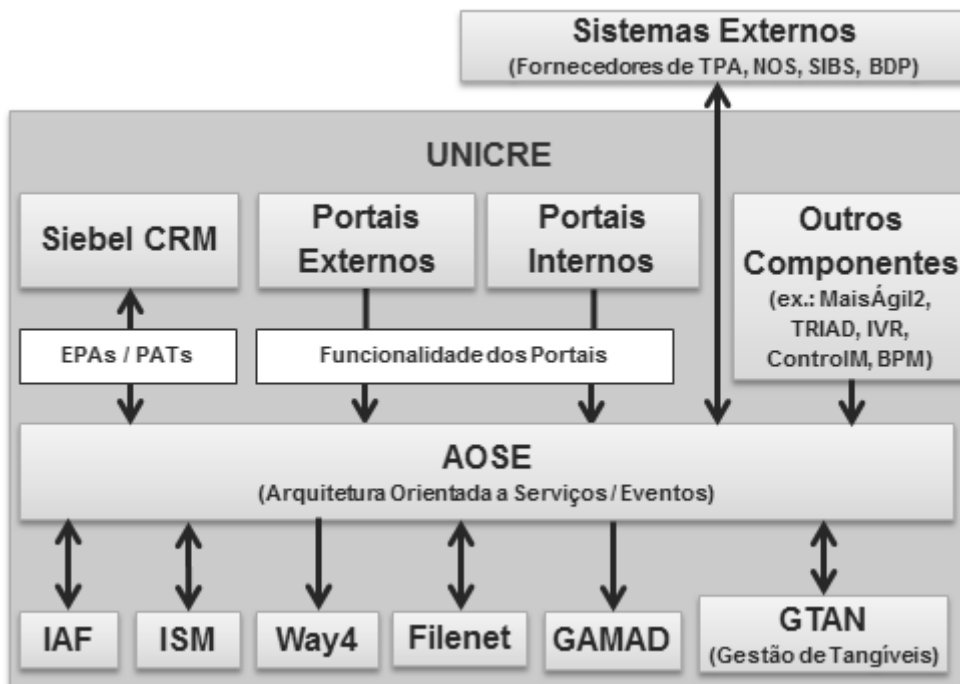 Sistemas Externos
(Fornecedores de TPA, NOS, SIBS, BDP)
UNICRE
Siebel CRM
Portais
Externos
Portais
Internos
Outros
Componentes
(ex.: MaisÁgil2,
TRIAD, IVR,
ControlM, BPM)
EPAs / PATs
Funcionalidade dos Portais
AOSE
(Arquitetura Orientada a Serviços / Eventos)
IAF
ISM
Way4
Filenet
GAMAD
GTAN
(Gestão de Tangíveis)